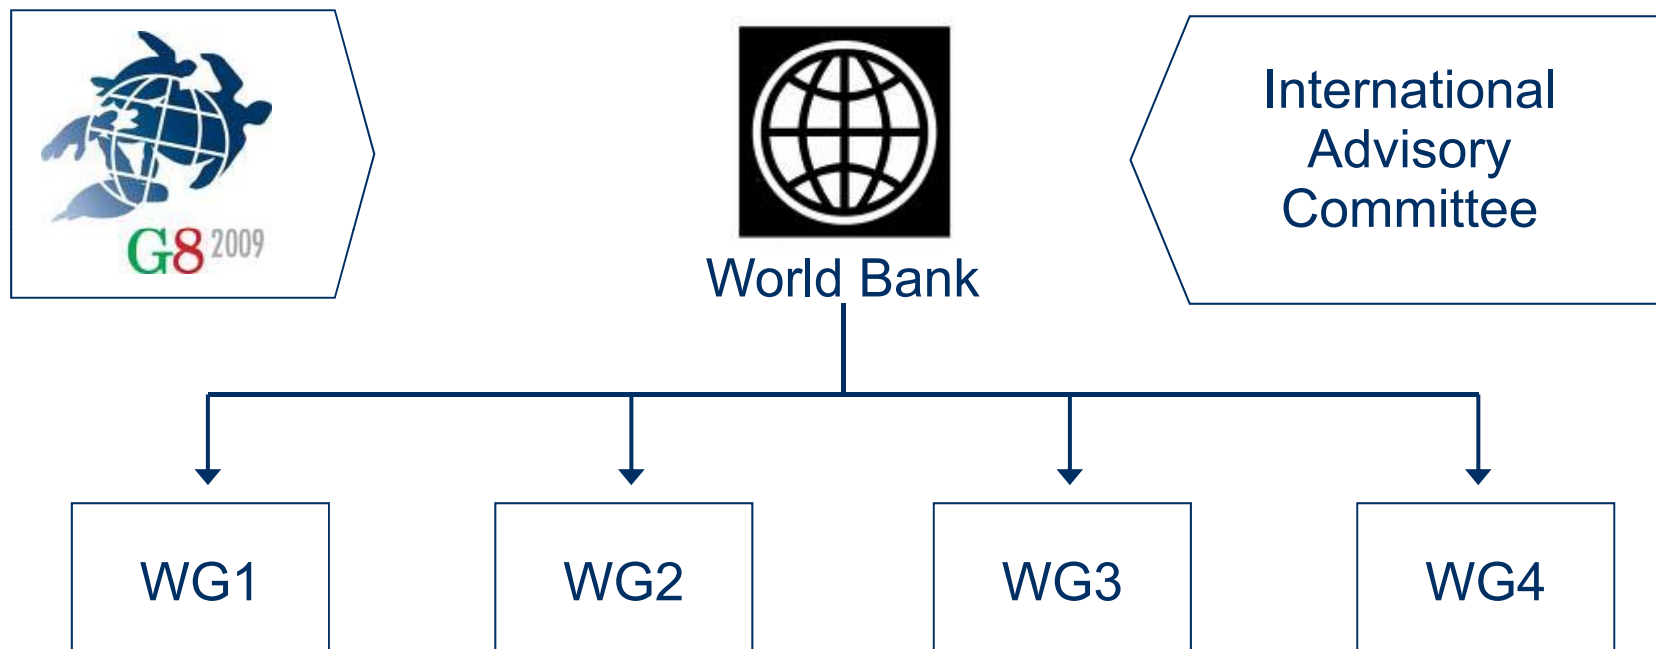 G8 2009
World Bank
International
Advisory
Committee
WG1
WG2
WG3
WG4